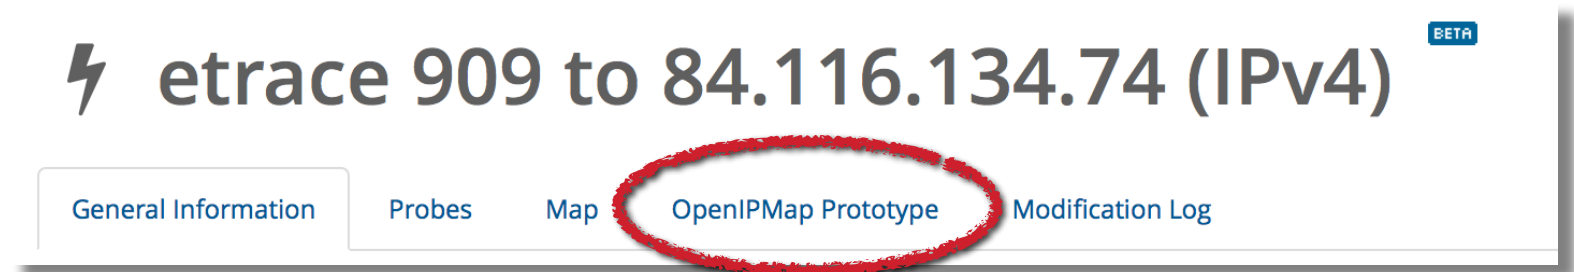 etrace 909 to 84.116.134.74 (IPv4) BETA
General Information Probes Map OpenIPMap Prototype Modification Log